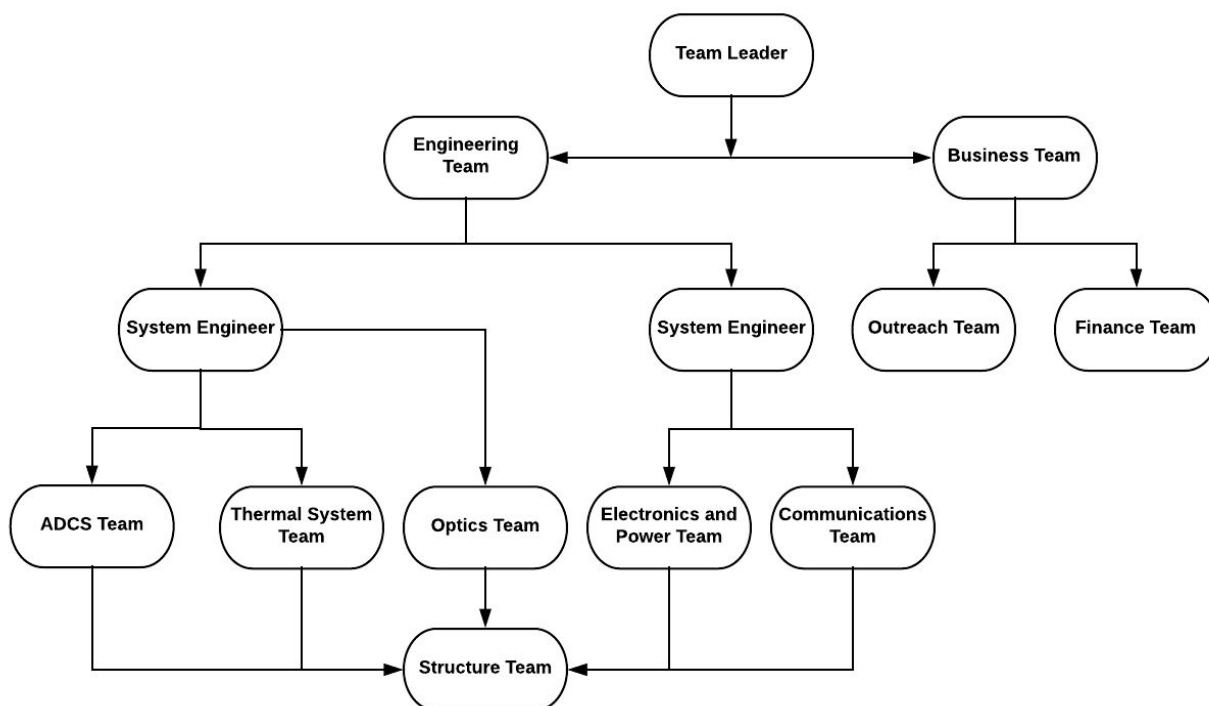 Team Leader
Engineering
Team
Business Team
System Engineer
System Engineer
Outreach Team
Finance Team
ADCS Team
Thermal System
Team
Optics Team
Electronics and
Power Team
Communications
Team
Structure Team